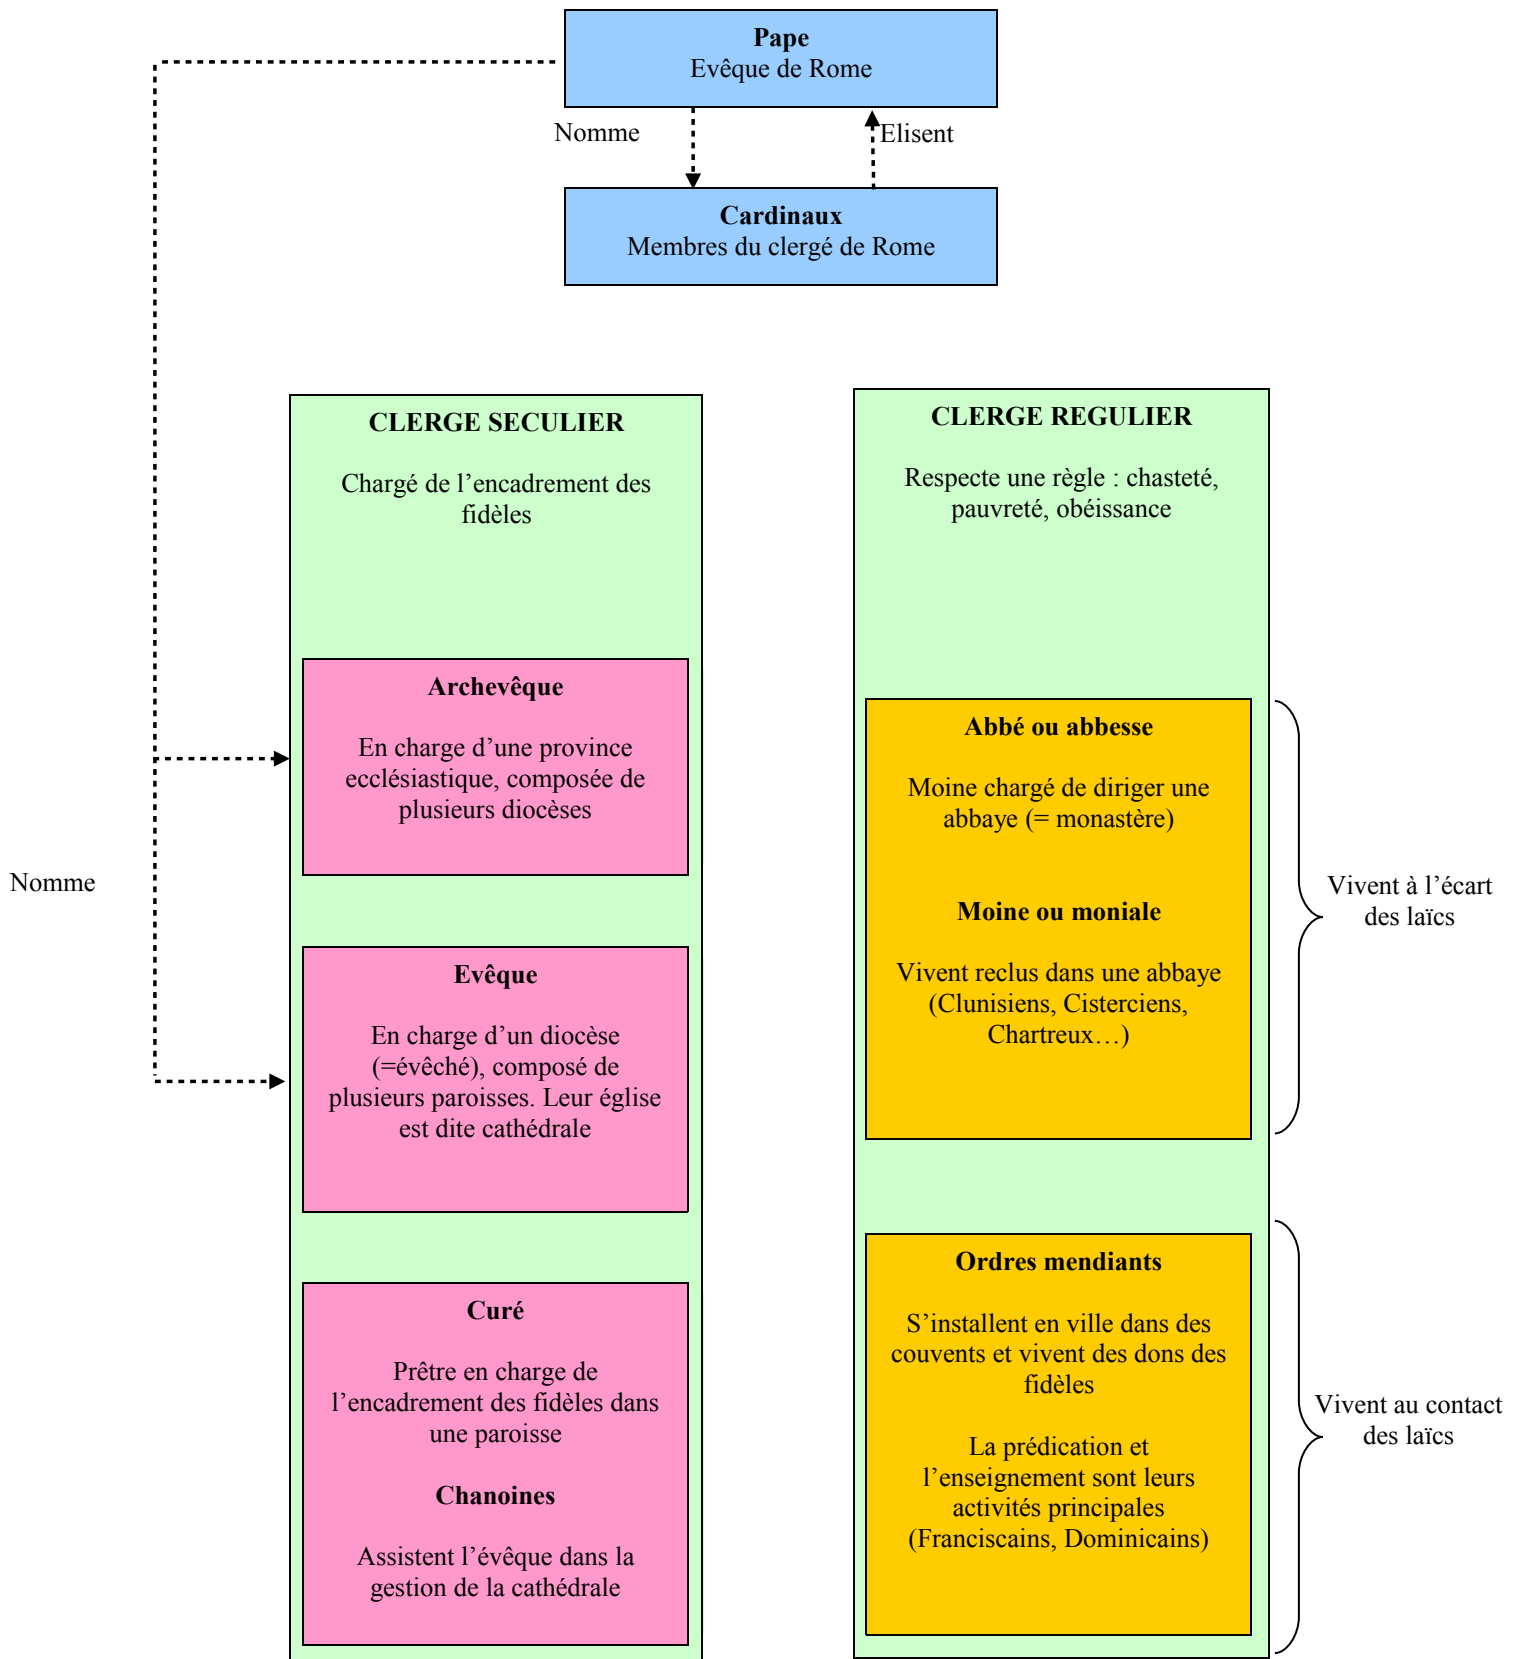 Pape
Evêque de Rome
Nomme
Elisent
Cardinaux
Membres du clergé de Rome
CLERGE SECULIER
Chargé de l’encadrement des
fidèles
Archevêque
En charge d’une province
ecclésiastique, composée de
plusieurs diocèses
Nomme
Evêque
En charge d’un diocèse
(=évêché), composé de
plusieurs paroisses. Leur église
est dite cathédrale
Curé
Prêtre en charge de
l’encadrement des fidèles dans
une paroisse
Chanoines
Assistent l’évêque dans la
gestion de la cathédrale
CLERGE REGULIER
Respecte une règle : chasteté,
pauvreté, obéissance
Abbé ou abbesse
Moine chargé de diriger une
abbaye (= monastère)
Moine ou moniale
Vivent reclus dans une abbaye
(Clunisiens, Cisterciens,
Chartreux…)
Vivent à l’écart
des laïcs
Ordres mendiants
S’installent en ville dans des
couvents et vivent des dons des
fidèles
La prédication et
l’enseignement sont leurs
activités principales
(Franciscains, Dominicains)
Vivent au contact
des laïcs